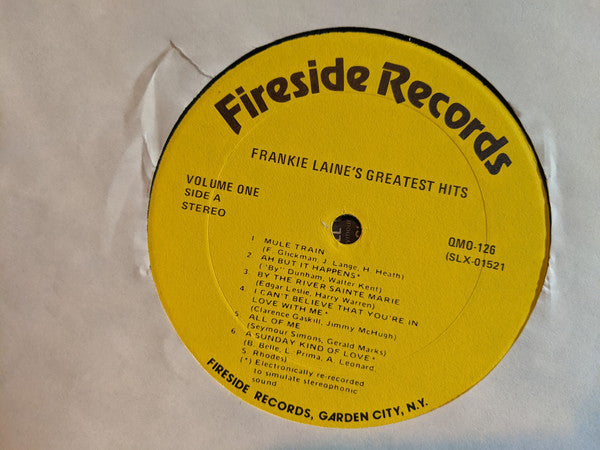 Fireside Records
FRANKIE LAINE'S GREATEST HITS
VOLUME ONE
SIDE A
STEREO
QMO-126
(SLX-01521
1. MULE TRAIN
(F. Glickman, J. Lange, H. Heath)
2. AH BUT IT HAPPENS*
("By" Dunham, Walter Kent)
3. BY THE RIVER SAINTE MARIE
(Edgar Leslie, Harry Warren)
4. I CAN'T BELIEVE THAT YOU'RE IN
LOVE WITH ME*
(Clarence Gaskill, Jimmy McHugh)
5. ALL OF ME
(Seymour Simons, Gerald Marks)
6. A SUNDAY KIND OF LOVE*
(B. Belle, L. Prima, A. Leonard,
S. Rhodes)
(*) Electronically re-recorded
to simulate stereophonic
sound
FIRESIDE RECORDS, GARDEN CITY, N.Y.